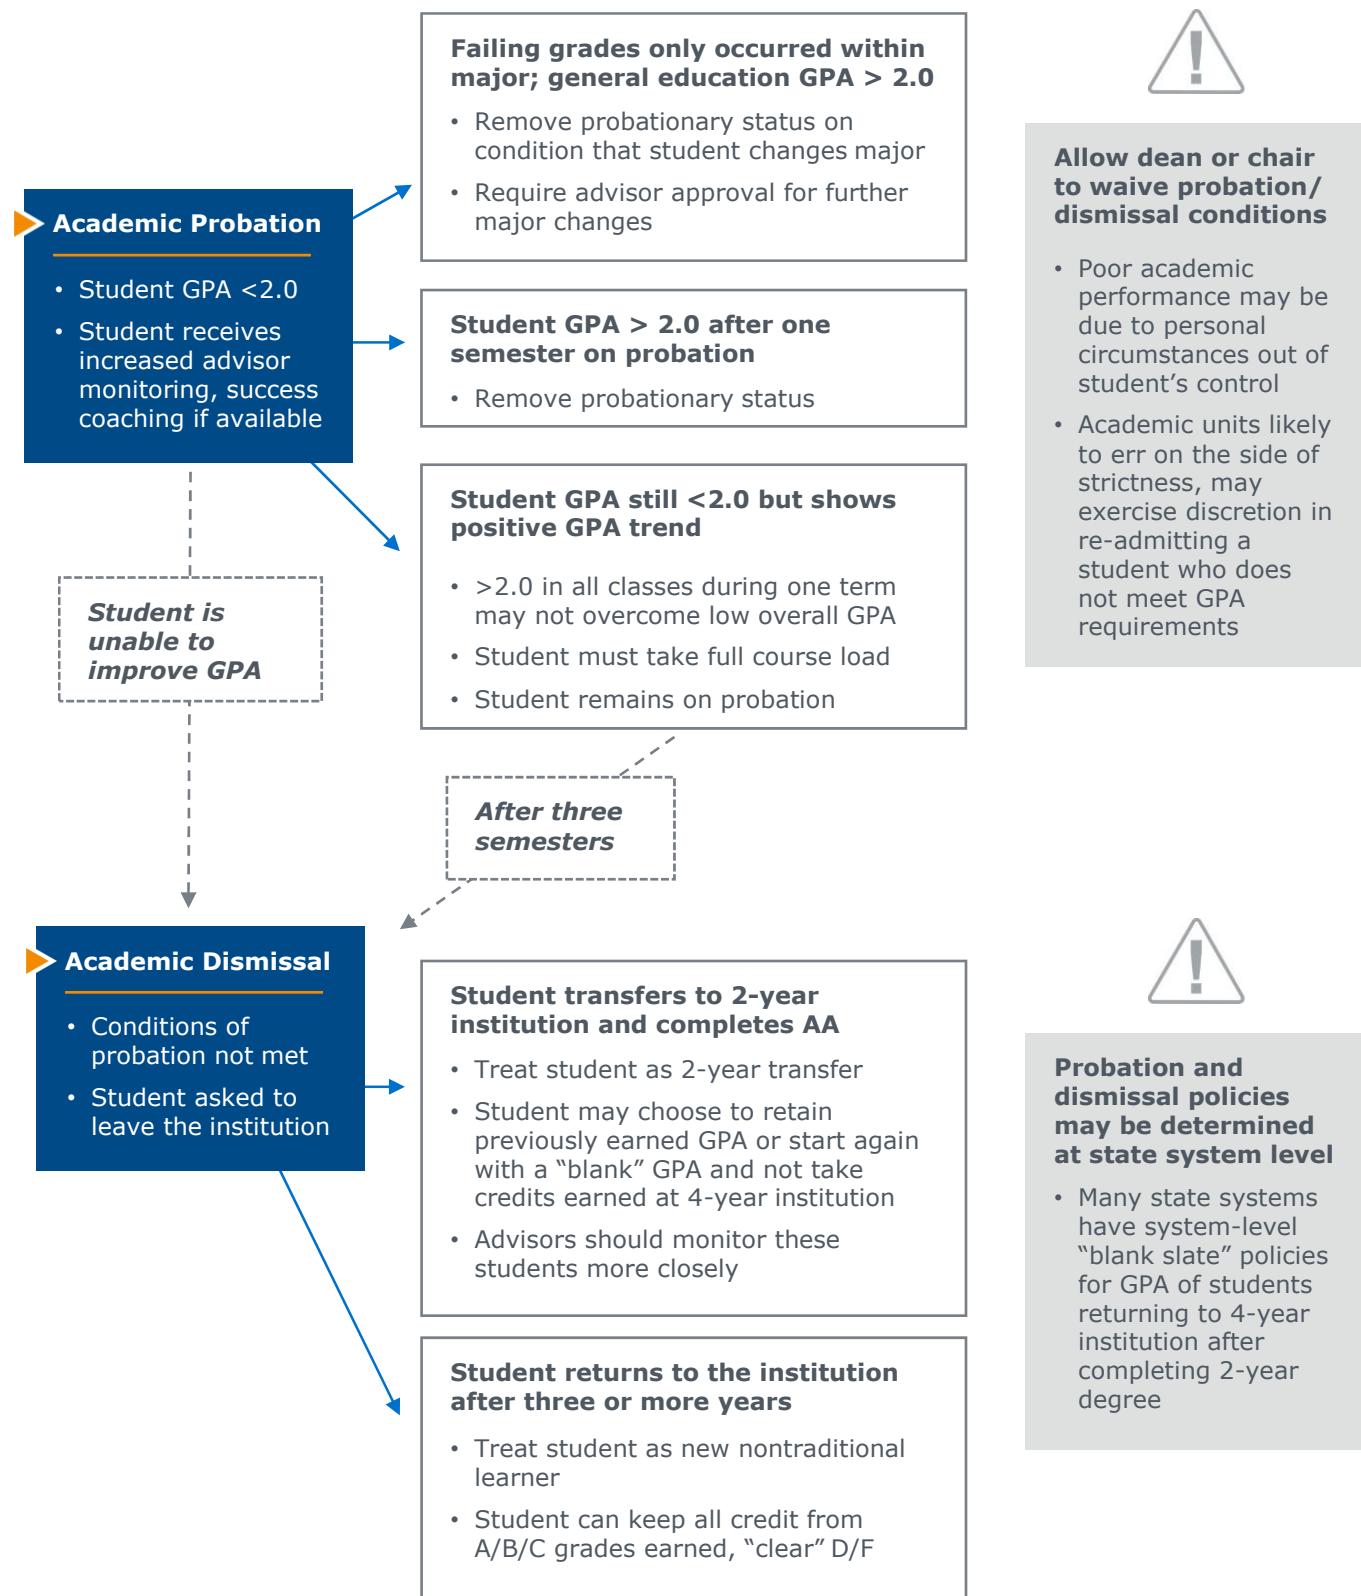 Failing grades only occurred within
major; general education GPA > 2.0
• Remove probationary status on
condition that student changes major
• Require advisor approval for further
major changes
Allow dean or chair
to waive probation/
dismissal conditions
• Poor academic
performance may be
due to personal
circumstances out of
student’s control
• Academic units likely
to err on the side of
strictness, may
exercise discretion in
re-admitting a
student who does
not meet GPA
requirements
Academic Probation
• Student GPA <2.0
• Student receives
increased advisor
monitoring, success
coaching if available
Student GPA > 2.0 after one
semester on probation
• Remove probationary status
Student GPA still <2.0 but shows
positive GPA trend
• >2.0 in all classes during one term
may not overcome low overall GPA
• Student must take full course load
• Student remains on probation
Student is
unable to
improve GPA
After three
semesters
Academic Dismissal
• Conditions of
probation not met
• Student asked to
leave the institution
Student transfers to 2-year
institution and completes AA
• Treat student as 2-year transfer
• Student may choose to retain
previously earned GPA or start again
with a “blank” GPA and not take
credits earned at 4-year institution
• Advisors should monitor these
students more closely
Probation and
dismissal policies
may be determined
at state system level
• Many state systems
have system-level
“blank slate” policies
for GPA of students
returning to 4-year
institution after
completing 2-year
degree
Student returns to the institution
after three or more years
• Treat student as new nontraditional
learner
• Student can keep all credit from
A/B/C grades earned, “clear” D/F